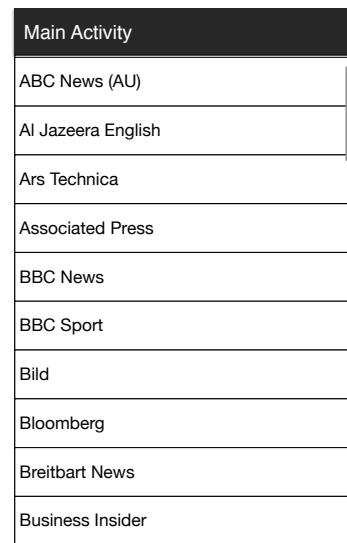 Main Activity
ABC News (AU)
Al Jazeera English
Ars Technica
Associated Press
BBC News
BBC Sport
Bild
Bloomberg
Breitbart News
Business Insider